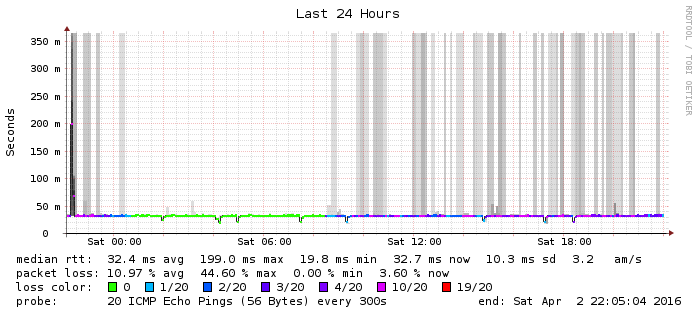 Last 24 Hours
RRDTOOL / TOBI OETIKER
Seconds
350 m
300 m
250 m
200 m
150 m
100 m
50 m
0
Sat 00:00 Sat 06:00 Sat 12:00 Sat 18:00
median rtt: 32.4 ms avg 199.0 ms max 19.8 ms min 32.7 ms now 10.3 ms sd 3.2 am/s
packet loss: 10.97 % avg 44.60 % max 0.00 % min 3.60 % now
loss color: 0 1/20 2/20 3/20 4/20 10/20 19/20
probe: 20 ICMP Echo Pings (56 Bytes) every 300s end: Sat Apr 2 22:05:04 2016